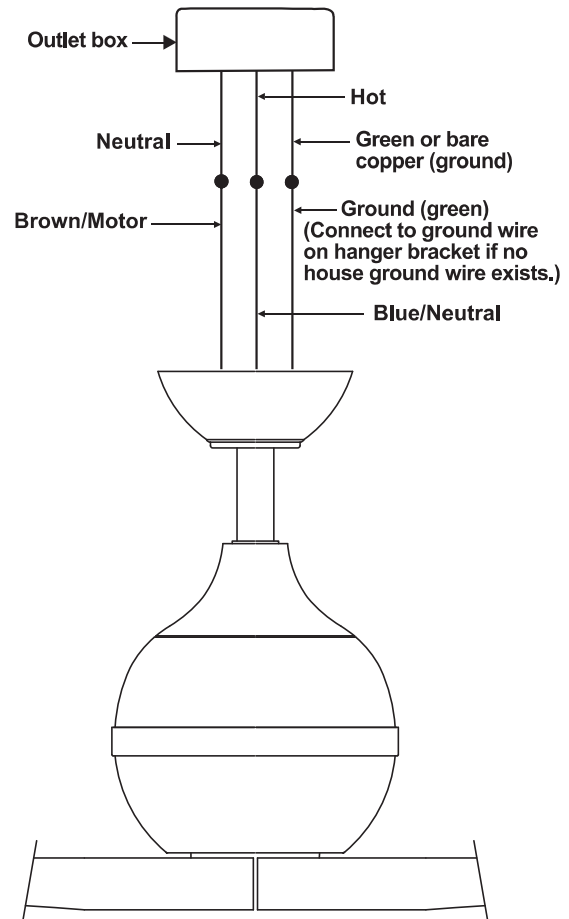 Outlet box
Hot
Neutral
Green or bare
copper (ground)
Brown/Motor
Ground (green)
(Connect to ground wire
on hanger bracket if no
house ground wire exists.)
Blue/Neutral